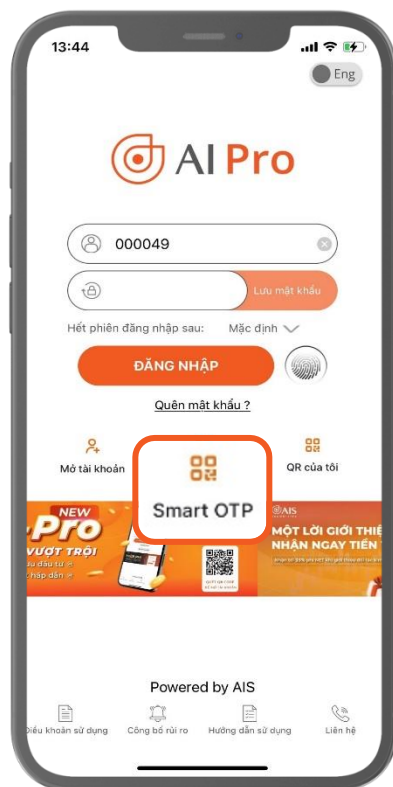 13:44
Eng
AI Pro
000049
Lưu mật khẩu
Hết phiên đăng nhập sau: Mặc định
ĐĂNG NHẬP
Quên mật khẩu ?
Mở tài khoản
Smart OTP
QR của tôi
NEW
Pro
VƯỢT TRỘI
hấp dẫn
AIS
MỘT LỜI GIỚI THIỆ
NHẬN NGAY TIỀN
Powered by AIS
Điều khoản sử dụng Công bố rủi ro Hướng dẫn sử dụng Liên hệ